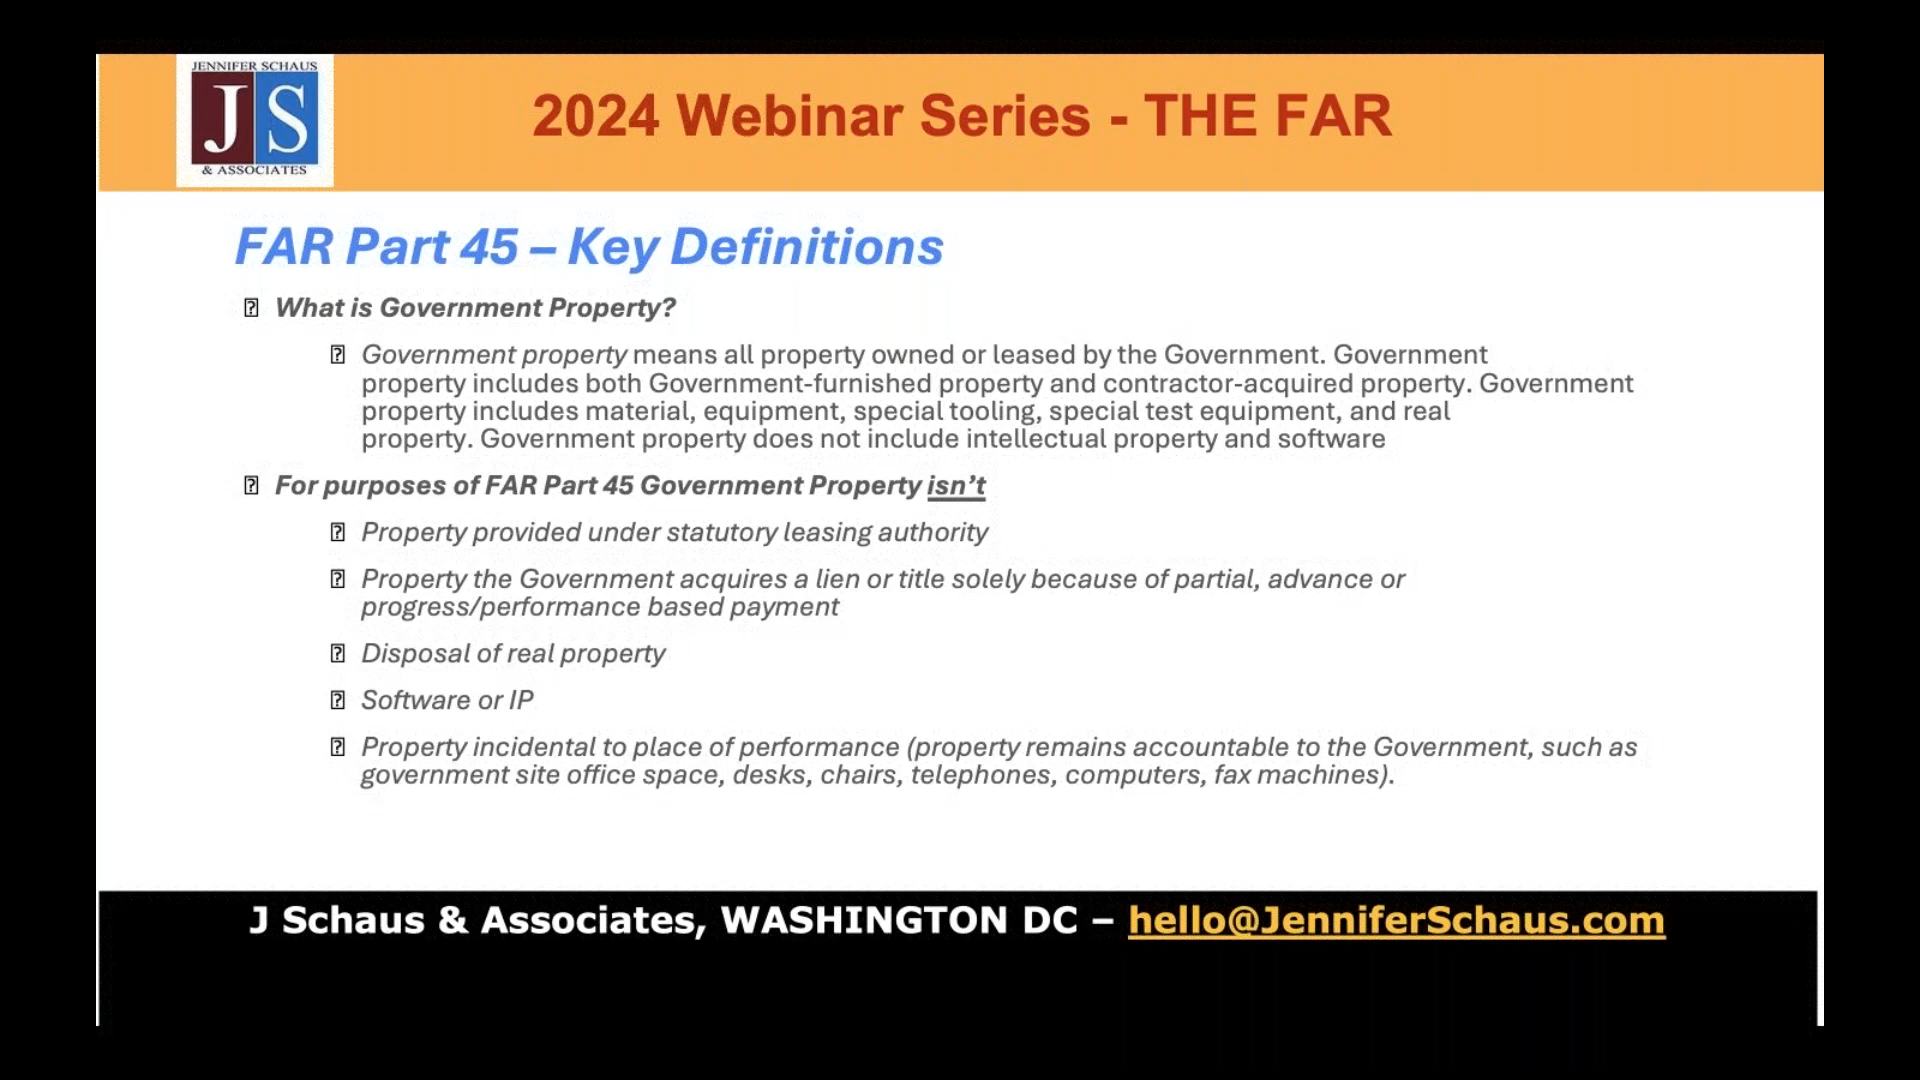 JENNIFER SCHAUS
JS
& ASSOCIATES
2024 Webinar Series - THE FAR
FAR Part 45 – Key Definitions
What is Government Property?
Government property means all property owned or leased by the Government. Government
property includes both Government-furnished property and contractor-acquired property. Government
property includes material, equipment, special tooling, special test equipment, and real
property. Government property does not include intellectual property and software
For purposes of FAR Part 45 Government Property isn’t
Property provided under statutory leasing authority
Property the Government acquires a lien or title solely because of partial, advance or
progress/performance based payment
Disposal of real property
Software or IP
Property incidental to place of performance (property remains accountable to the Government, such as
government site office space, desks, chairs, telephones, computers, fax machines).
J Schaus & Associates, WASHINGTON DC – hello@JenniferSchaus.com